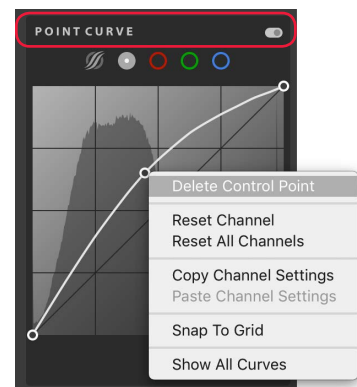 POINT CURVE
Delete Control Point
Reset Channel
Reset All Channels
Copy Channel Settings
Paste Channel Settings
Snap To Grid
Show All Curves